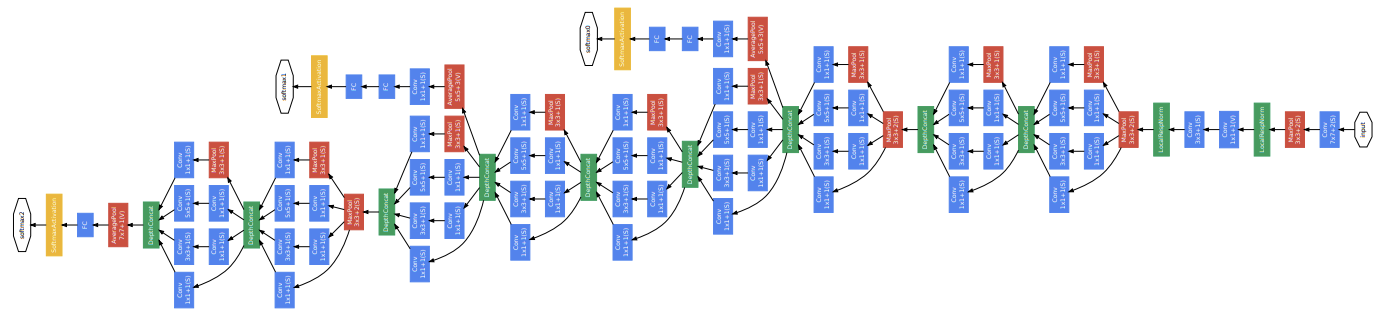 softmax2
SoftmaxActivation
FC
AveragePool
7x7+1(V)
DepthConcat
Conv
1x1+1(S)
Conv
3x3+1(S)
Conv
5x5+1(S)
Conv
1x1+1(S)
Conv
1x1+1(S)
Conv
1x1+1(S)
MaxPool
3x3+1(S)
DepthConcat
softmax1
Conv
1x1+1(S)
Conv
3x3+1(S)
Conv
5x5+1(S)
Conv
1x1+1(S)
SoftmaxActivation
Conv
1x1+1(S)
Conv
1x1+1(S)
MaxPool
3x3+1(S)
FC
MaxPool
3x3+2(S)
FC
DepthConcat
Conv
1x1+1(S)
Conv
1x1+1(S)
Conv
3x3+1(S)
Conv
5x5+1(S)
Conv
1x1+1(S)
AveragePool
5x5+3(V)
Conv
1x1+1(S)
Conv
1x1+1(S)
MaxPool
3x3+1(S)
DepthConcat
Conv
1x1+1(S)
Conv
3x3+1(S)
Conv
5x5+1(S)
Conv
1x1+1(S)
Conv
1x1+1(S)
Conv
1x1+1(S)
MaxPool
3x3+1(S)
softmax0
DepthConcat
SoftmaxActivation
Conv
1x1+1(S)
Conv
3x3+1(S)
Conv
5x5+1(S)
Conv
1x1+1(S)
FC
Conv
1x1+1(S)
Conv
1x1+1(S)
MaxPool
3x3+1(S)
FC
DepthConcat
Conv
1x1+1(S)
Conv
1x1+1(S)
Conv
3x3+1(S)
Conv
5x5+1(S)
Conv
1x1+1(S)
AveragePool
5x5+3(V)
Conv
1x1+1(S)
Conv
1x1+1(S)
MaxPool
3x3+1(S)
DepthConcat
Conv
1x1+1(S)
Conv
3x3+1(S)
Conv
5x5+1(S)
Conv
1x1+1(S)
Conv
1x1+1(S)
Conv
1x1+1(S)
MaxPool
3x3+1(S)
MaxPool
3x3+2(S)
DepthConcat
Conv
1x1+1(S)
Conv
3x3+1(S)
Conv
5x5+1(S)
Conv
1x1+1(S)
Conv
1x1+1(S)
Conv
1x1+1(S)
MaxPool
3x3+1(S)
DepthConcat
Conv
1x1+1(S)
Conv
3x3+1(S)
Conv
5x5+1(S)
Conv
1x1+1(S)
Conv
1x1+1(S)
Conv
1x1+1(S)
MaxPool
3x3+1(S)
MaxPool
3x3+2(S)
LocalRespNorm
Conv
3x3+1(S)
Conv
1x1+1(V)
LocalRespNorm
MaxPool
3x3+2(S)
Conv
7x7+2(S)
input